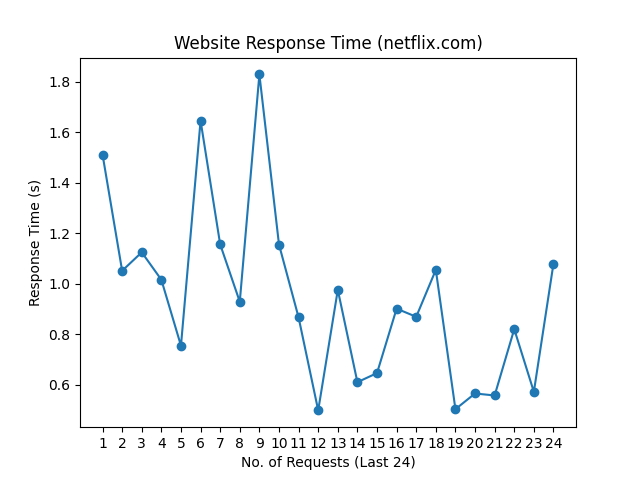 Website Response Time (netflix.com)
1.8
1.6
1.4
1.2
1.0
0.8
0.6
Response Time (s)
1 2 3 4 5 6 7 8 9 10 11 12 13 14 15 16 17 18 19 20 21 22 23 24
No. of Requests (Last 24)